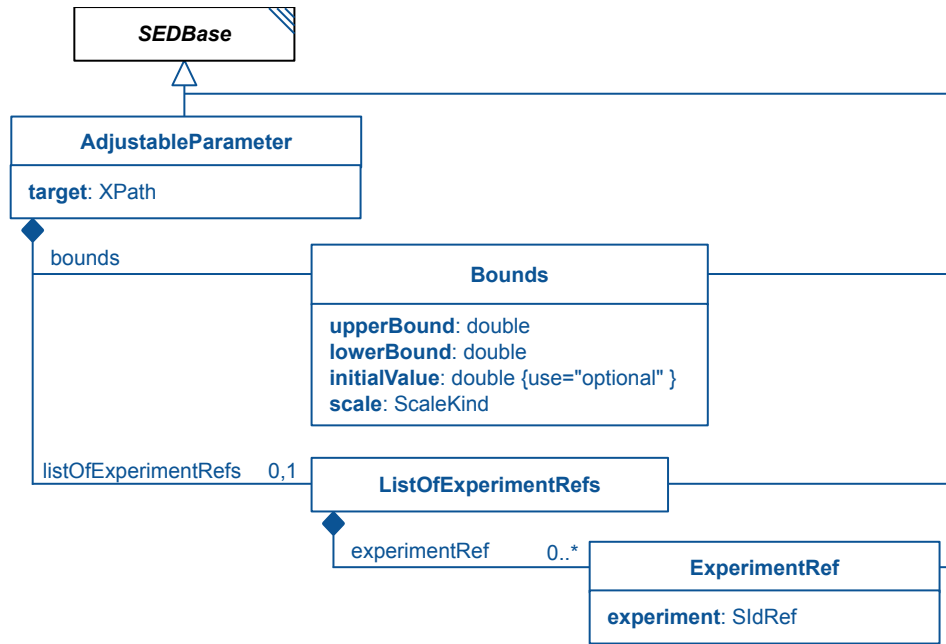 SEDBase
AdjustableParameter
target: XPath
bounds
Bounds
upperBound: double
lowerBound: double
initialValue: double {use="optional" }
scale: ScaleKind
listOfExperimentRefs 0,1
ListOfExperimentRefs
experimentRef 0..*
ExperimentRef
experiment: SIdRef